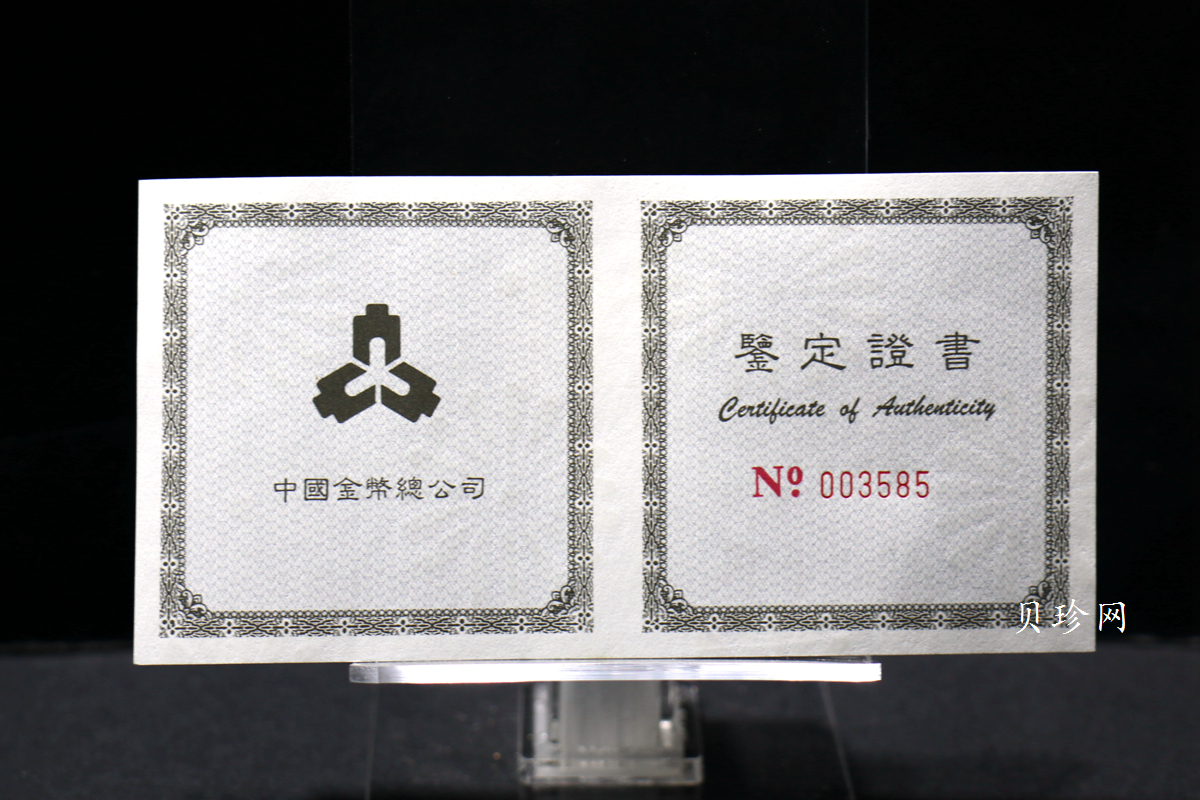 中國金幣總公司
鑒定證書
Certificate of Authenticity
Nº 003585
贝珍网